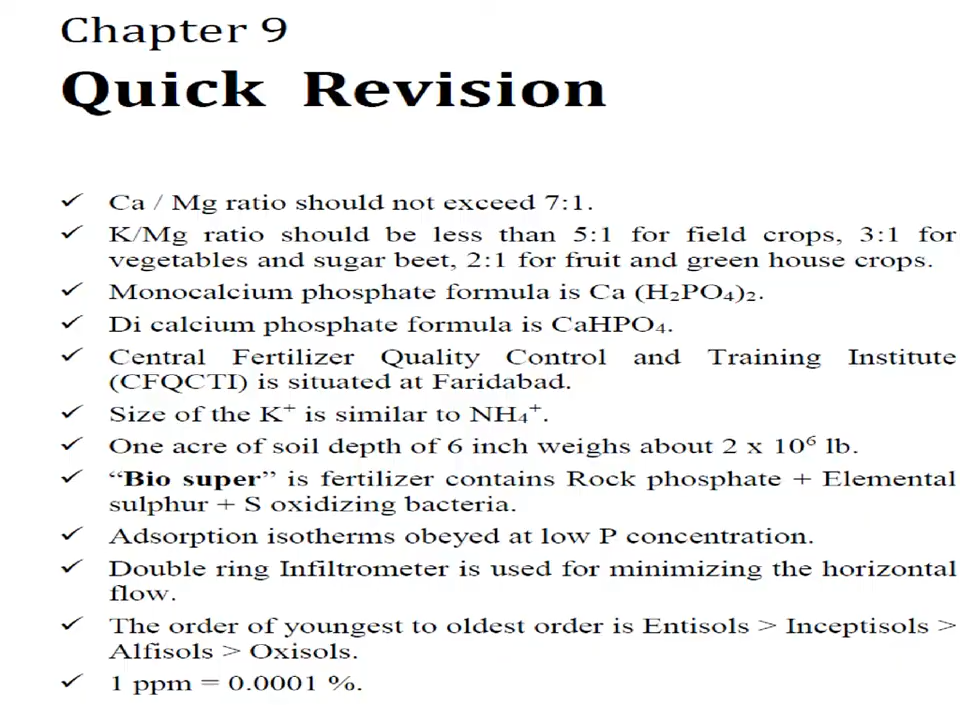 Chapter 9
Quick Revision
✓ Ca / Mg ratio should not exceed 7:1.
✓ K/Mg ratio should be less than 5:1 for field crops, 3:1 for
vegetables and sugar beet, 2:1 for fruit and green house crops.
✓ Monocalcium phosphate formula is Ca (H₂PO₄)₂.
✓ Di calcium phosphate formula is CaHPO₄.
✓ Central Fertilizer Quality Control and Training Institute
(CFQCTI) is situated at Faridabad.
✓ Size of the K⁺ is similar to NH₄⁺.
✓ One acre of soil depth of 6 inch weighs about 2 x 10⁶ lb.
✓ “Bio super” is fertilizer contains Rock phosphate + Elemental
sulphur + S oxidizing bacteria.
✓ Adsorption isotherms obeyed at low P concentration.
✓ Double ring Infiltrometer is used for minimizing the horizontal
flow.
✓ The order of youngest to oldest order is Entisols > Inceptisols >
Alfisols > Oxisols.
✓ 1 ppm = 0.0001 %.